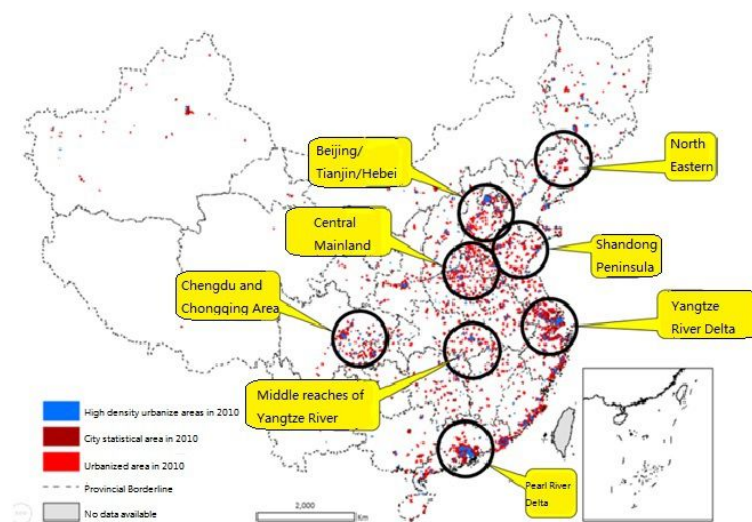 Beijing/
Tianjin/Hebei
North
Eastern
Central
Mainland
Shandong
Peninsula
Chengdu and
Chongqing Area
Yangtze
River Delta
Middle reaches of
Yangtze River
Pearl River
Delta
High density urbanize areas in 2010
City statistical area in 2010
Urbanized area in 2010
Provincial Borderline
No data available
2,000
Km